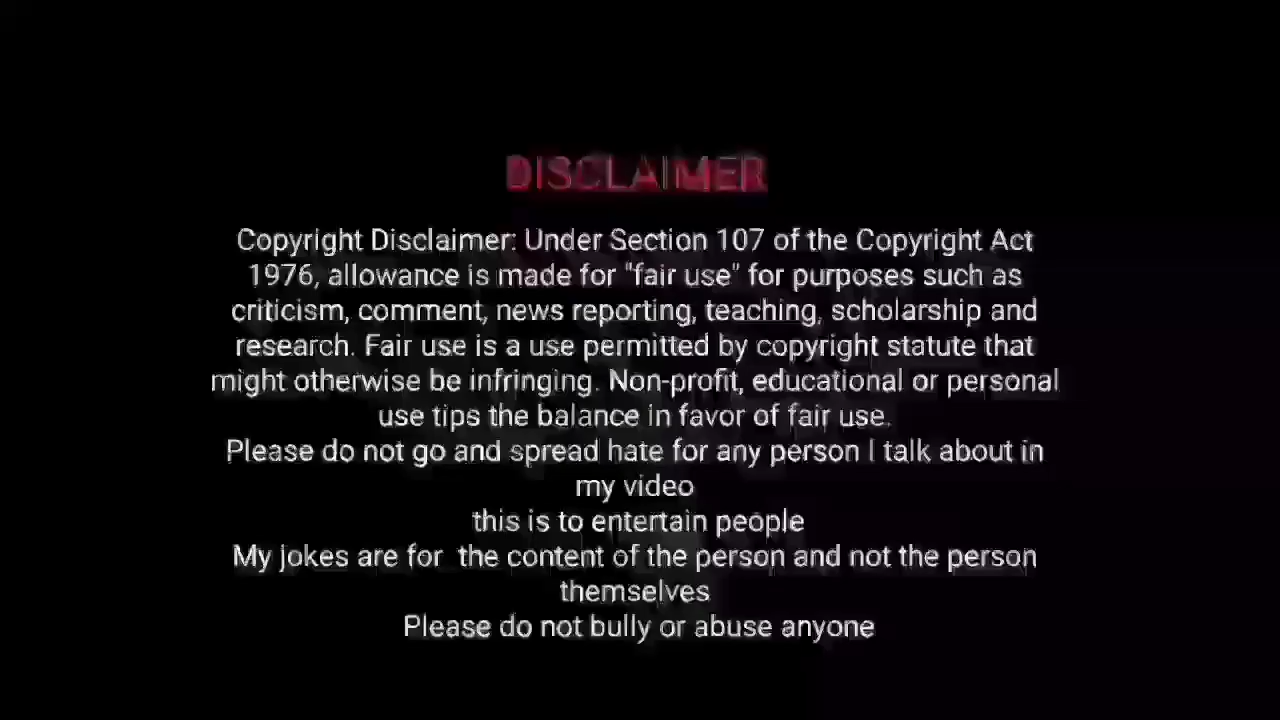 DISCLAIMER
Copyright Disclaimer: Under Section 107 of the Copyright Act
1976, allowance is made for "fair use" for purposes such as
criticism, comment, news reporting, teaching, scholarship and
research. Fair use is a use permitted by copyright statute that
might otherwise be infringing. Non-profit, educational or personal
use tips the balance in favor of fair use.
Please do not go and spread hate for any person I talk about in
my video
this is to entertain people
My jokes are for  the content of the person and not the person
themselves
Please do not bully or abuse anyone